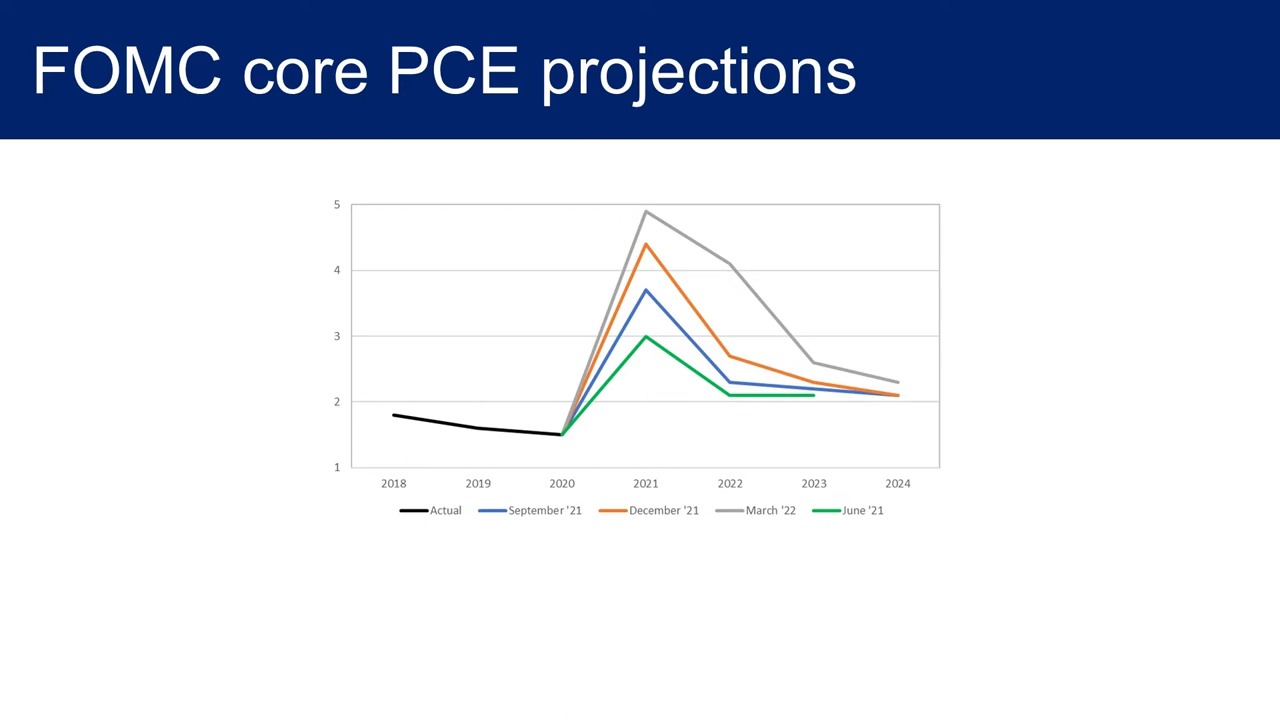 FOMC core PCE projections
5
4
3
2
1
2018 2019 2020 2021 2022 2023 2024
Actual September '21 December '21 March '22 June '21